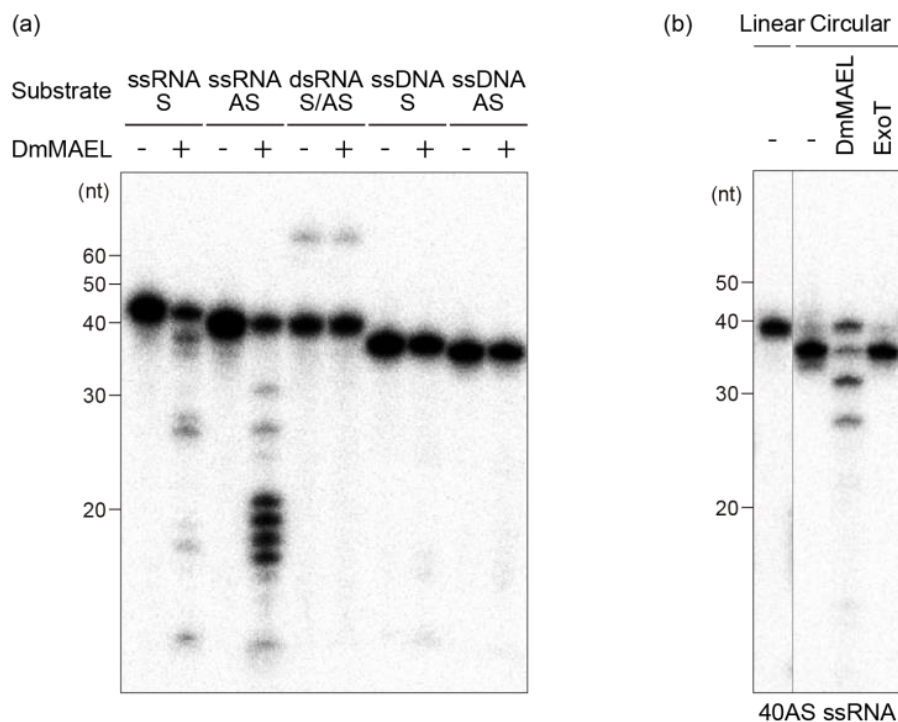 (a)
ssRNA ssRNA dsRNA ssDNA ssDNA
Substrate S AS S/AS S AS
DmMAEL - + - + - + - + - +
(nt)
60
50
40
30
20
(b)
Linear Circular
- - DmMAEL ExoT
(nt)
50
40
30
20
40AS ssRNA